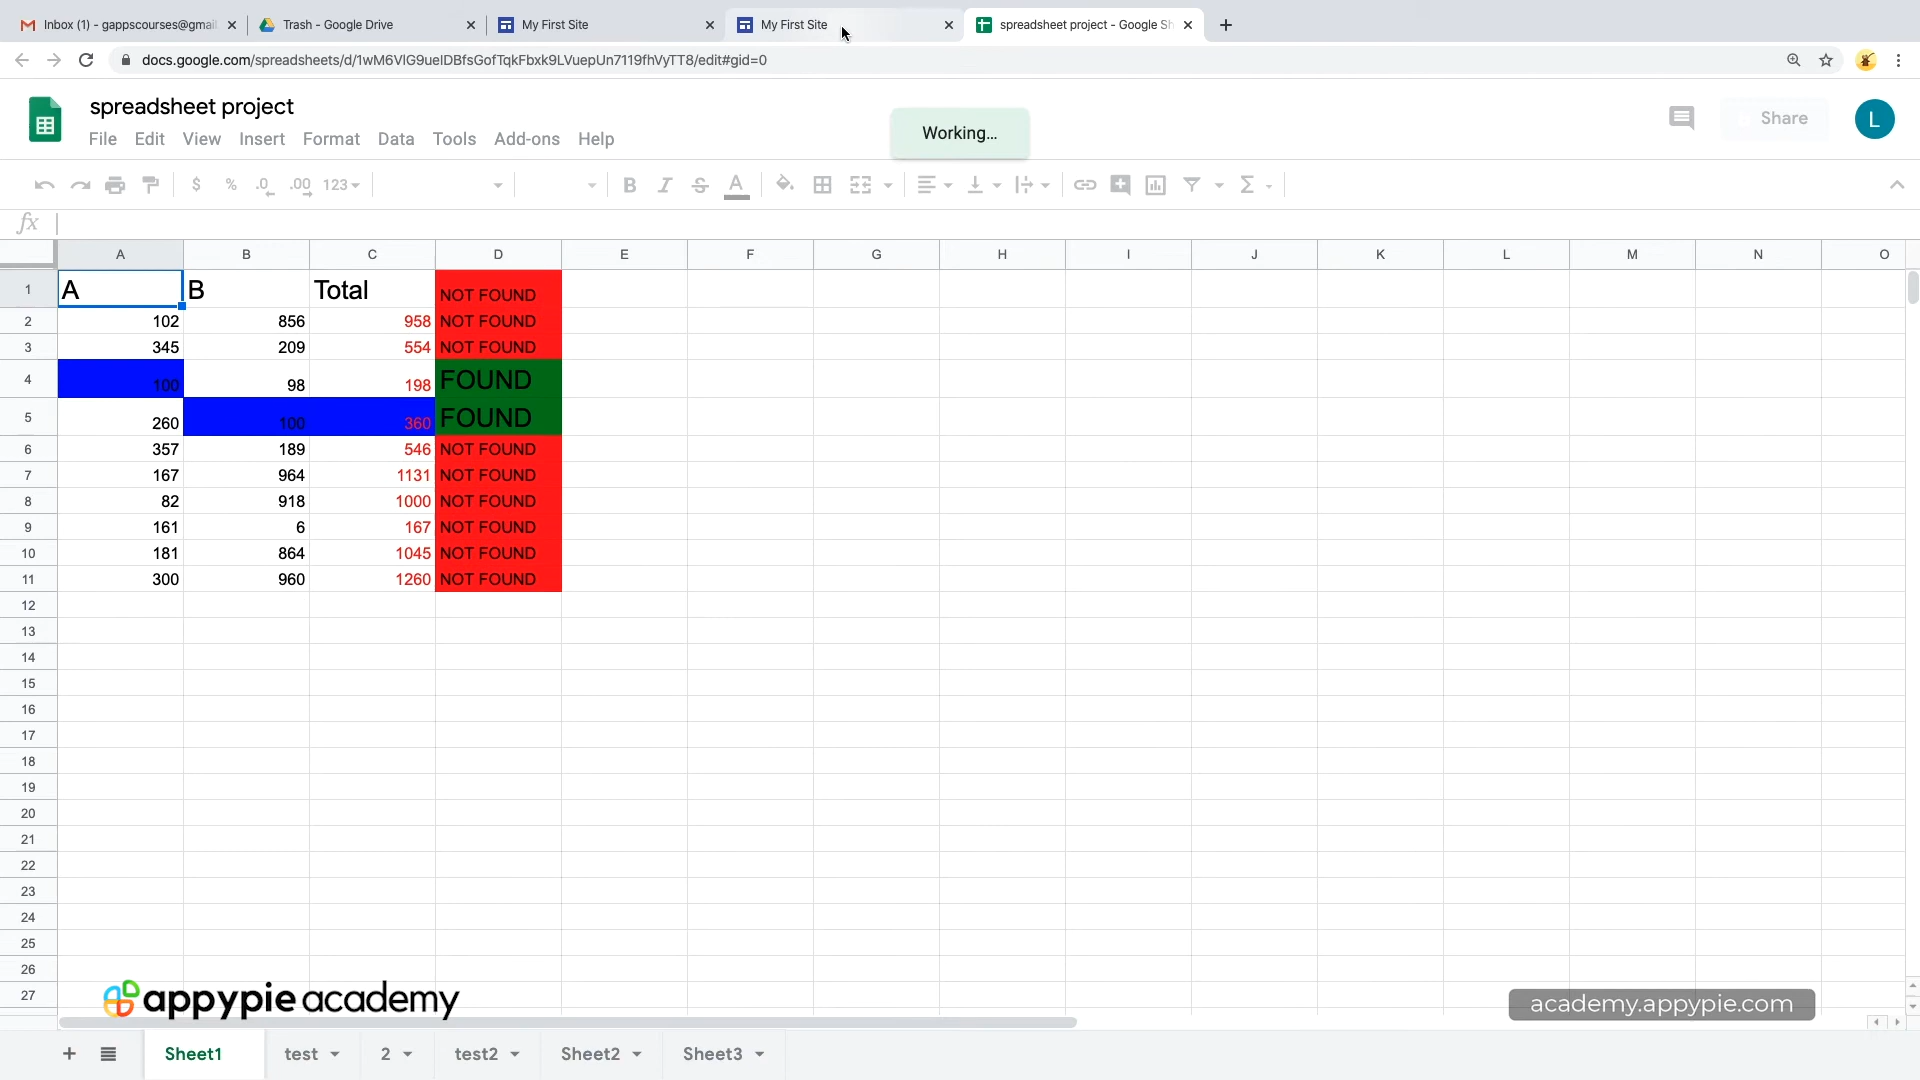 Inbox (1) - gappscourses@gmai
Trash - Google Drive
My First Site
My First Site
spreadsheet project - Google Sh
docs.google.com/spreadsheets/d/1wM6VlG9ueIDBfsGofTqkFbxk9LVuepUn7119fhVyTT8/edit#gid=0
spreadsheet project
File Edit View Insert Format Data Tools Add-ons Help
Working...
Share
L
$ % .0 .00 123 B I S A
fx
A B C D E F G H I J K L M N O
1 A B Total NOT FOUND
2 102 856 958 NOT FOUND
3 345 209 554 NOT FOUND
4 100 98 198 FOUND
5 260 100 360 FOUND
6 357 189 546 NOT FOUND
7 167 964 1131 NOT FOUND
8 82 918 1000 NOT FOUND
9 161 6 167 NOT FOUND
10 181 864 1045 NOT FOUND
11 300 960 1260 NOT FOUND
12
13
14
15
16
17
18
19
20
21
22
23
24
25
26
27
appypie academy
academy.appypie.com
Sheet1 test 2 test2 Sheet2 Sheet3